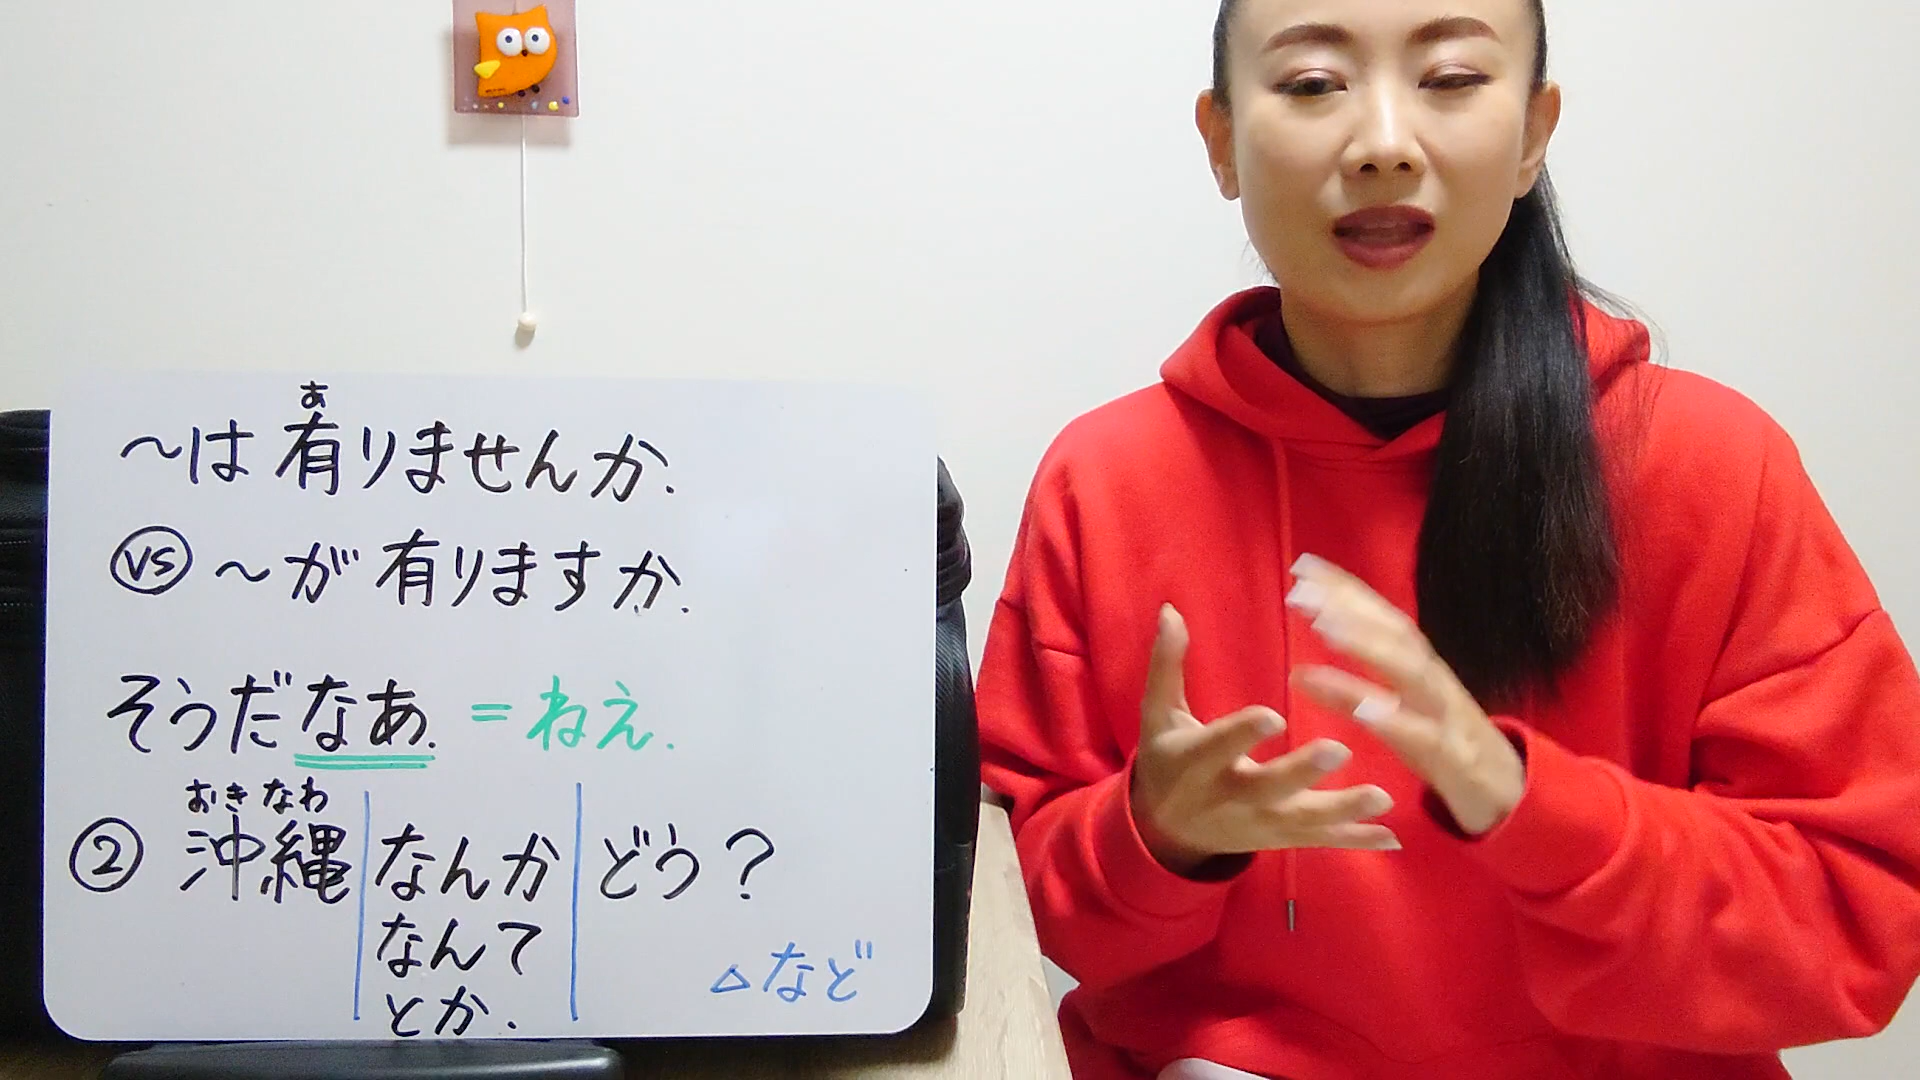 あ
～は有りませんか.
VS ～が有りますか.
そうだなあ. = ねえ.
おきなわ
② 沖縄 | なんか | どう？
なんて
とか.
△など